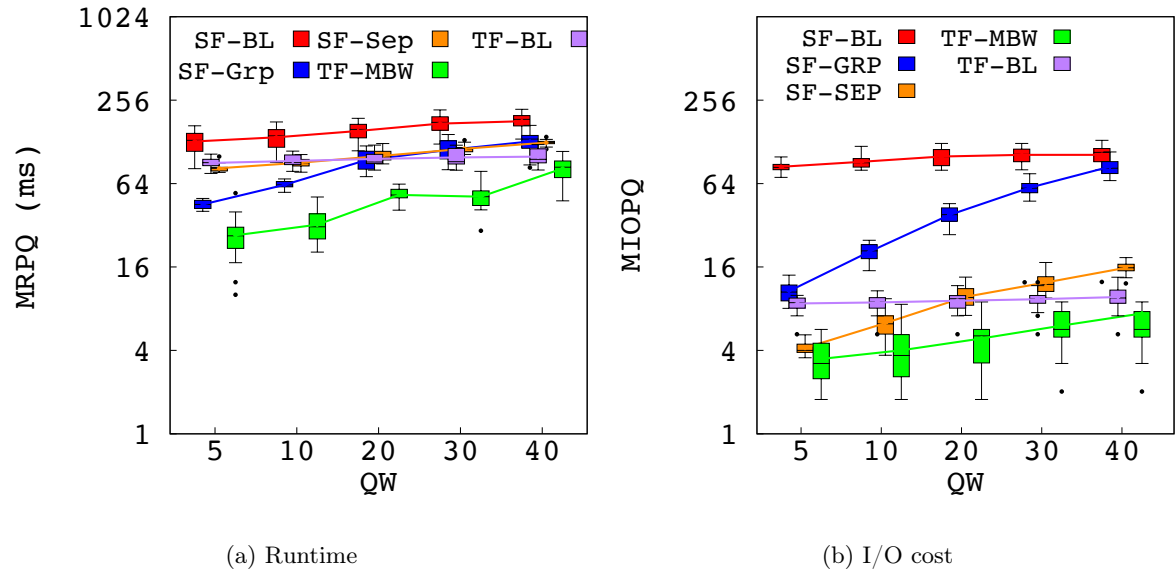 1024
256
64
16
4
1
MRPQ (ms)
SF-BL SF-Sep TF-BL
SF-Grp TF-MBW
5 10 20 30 40
QW
(a) Runtime
1024
256
64
16
4
1
MIOPQ
SF-BL TF-MBW
SF-GRP TF-BL
SF-SEP
5 10 20 30 40
QW
(b) I/O cost